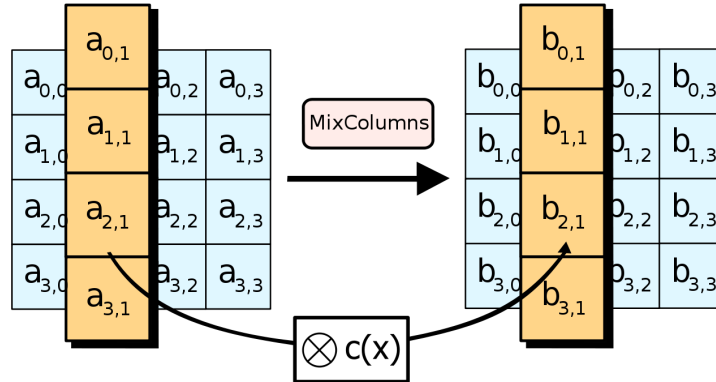 a0,0 a0,1 a0,2 a0,3
a1,0 a1,1 a1,2 a1,3
a2,0 a2,1 a2,2 a2,3
a3,0 a3,1 a3,2 a3,3
MixColumns
b0,0 b0,1 b0,2 b0,3
b1,0 b1,1 b1,2 b1,3
b2,0 b2,1 b2,2 b2,3
b3,0 b3,1 b3,2 b3,3
⊗ c(x)